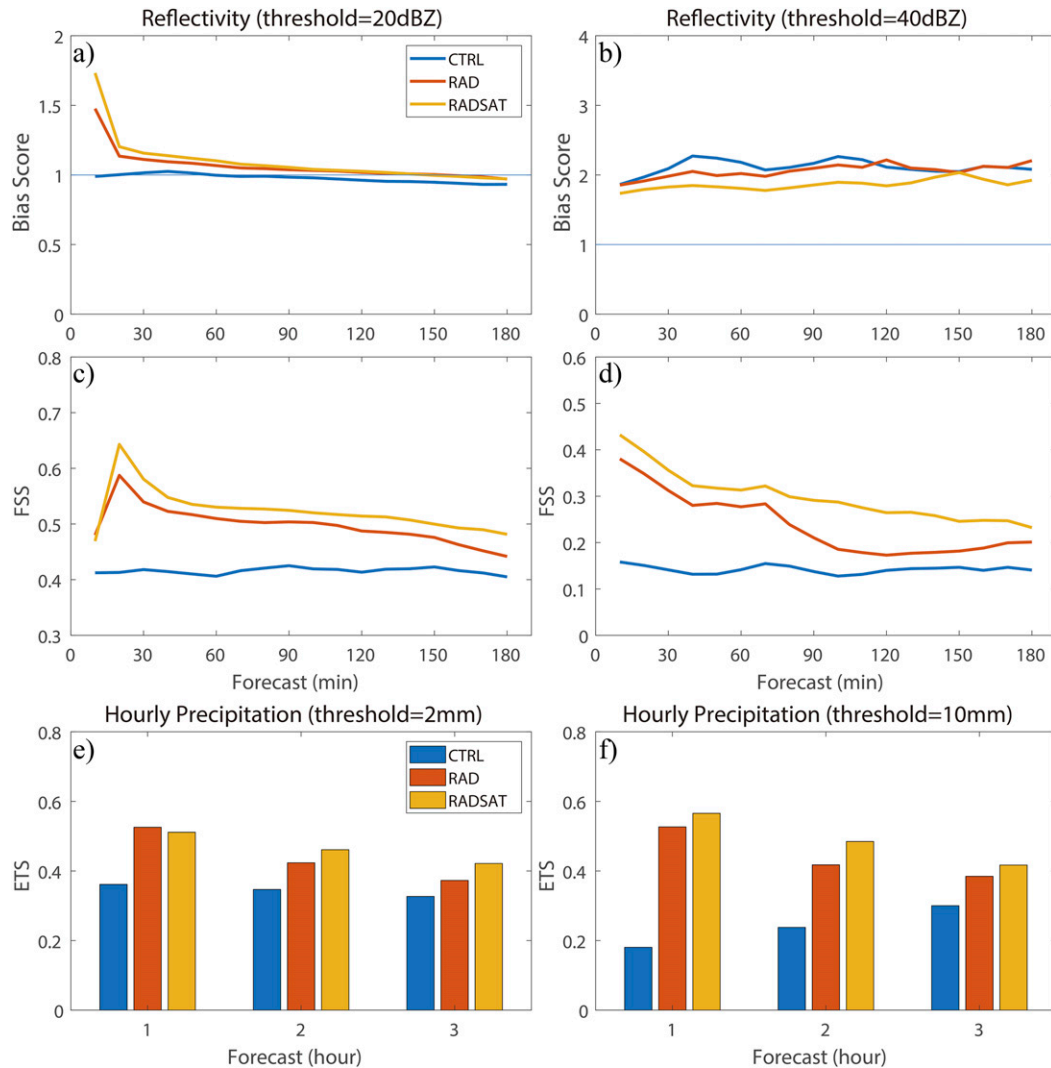 Reflectivity (threshold=20dBZ)
a)
CTRL
RAD
RADSAT
Bias Score
2
1.5
1
0.5
0
0 30 60 90 120 150 180
Reflectivity (threshold=40dBZ)
b)
Bias Score
4
3
2
1
0
0 30 60 90 120 150 180
c)
FSS
0.8
0.7
0.6
0.5
0.4
0.3
0 30 60 90 120 150 180
Forecast (min)
d)
FSS
0.6
0.5
0.4
0.3
0.2
0.1
0
0 30 60 90 120 150 180
Forecast (min)
Hourly Precipitation (threshold=2mm)
e)
CTRL
RAD
RADSAT
ETS
0.8
0.6
0.4
0.2
0
1 2 3
Forecast (hour)
Hourly Precipitation (threshold=10mm)
f)
ETS
0.8
0.6
0.4
0.2
0
1 2 3
Forecast (hour)